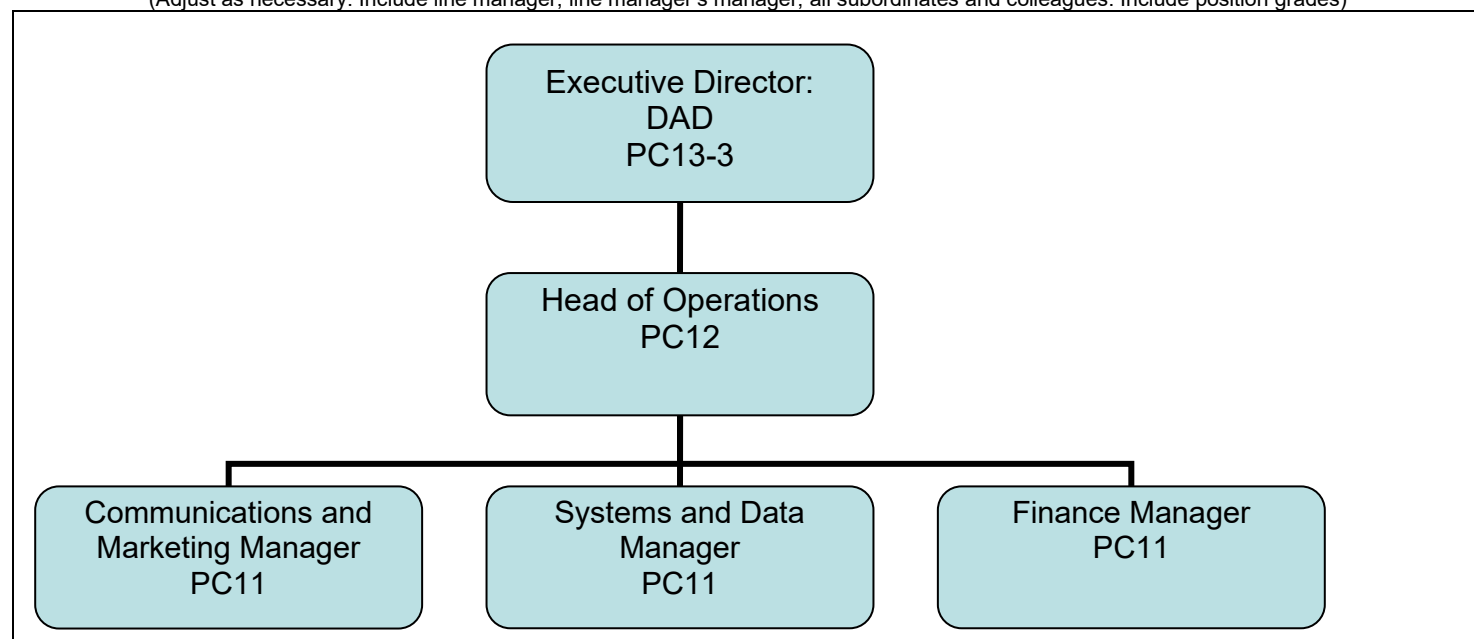 (Adjust as necessary. Include line manager, line manager's manager, all subordinates and colleagues. Include position grades)
Executive Director:
DAD
PC13-3
Head of Operations
PC12
Communications and
Marketing Manager
PC11
Systems and Data
Manager
PC11
Finance Manager
PC11